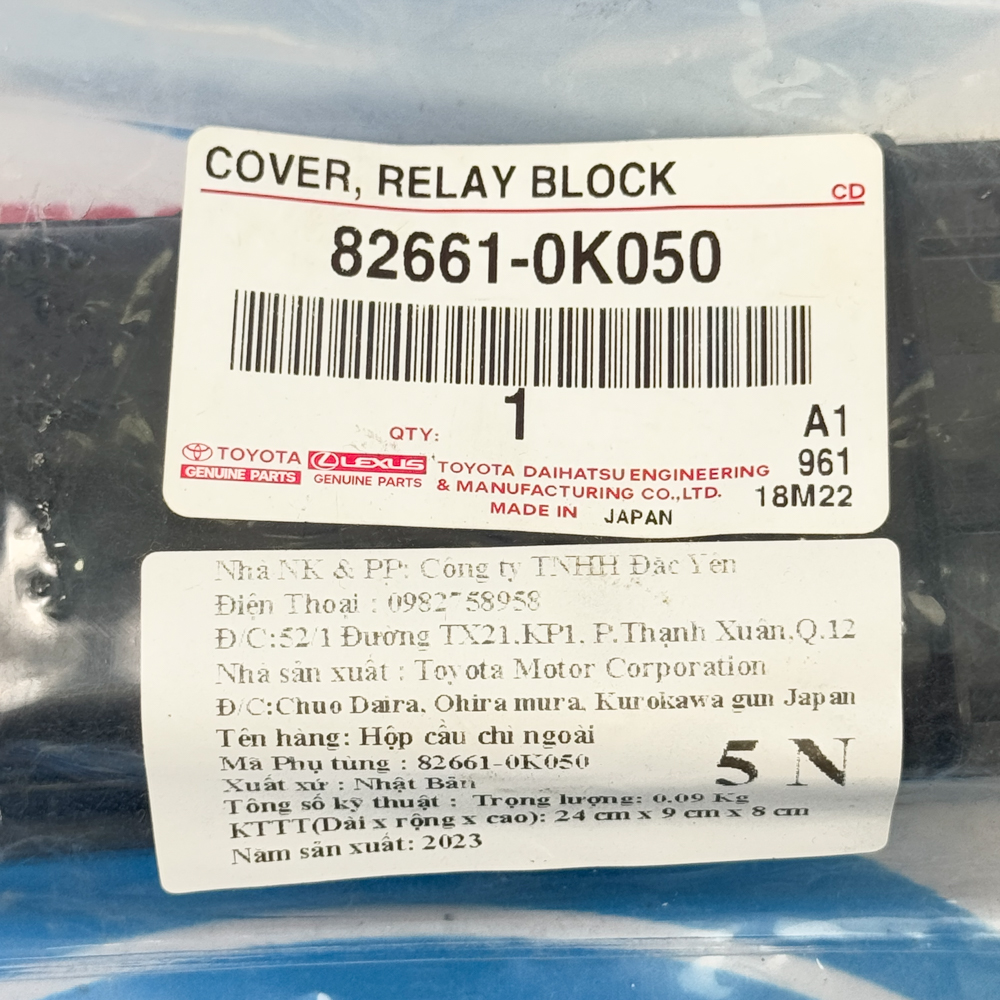 COVER, RELAY BLOCK
CD
82661-0K050
1
QTY:
A1
TOYOTA
GENUINE PARTS
LEXUS
GENUINE PARTS
TOYOTA DAIHATSU ENGINEERING
& MANUFACTURING CO.,LTD.
MADE IN JAPAN
961
18M22
Nhà NK & PP: Công ty TNHH Đắc Yên
Điện Thoại :
Đ/C:52/1 Đường TX21.KP1. P.Thạnh Xuân.Q.12
Nhà sản xuất : Toyota Motor Corporation
Đ/C:Chuo Daira, Ohira mura, Kurokawa gun Japan
Tên hàng: Hộp cầu chì ngoài
Mã Phụ tùng : 82661-0K050
5 N
Xuất xứ : Nhật Bản
Tông số kỹ thuật : Trọng lượng: 0.09 Kg
KTTT(Dài x rộng x cao): 24 cm x 9 cm x 8 cm
Năm sản xuất: 2023